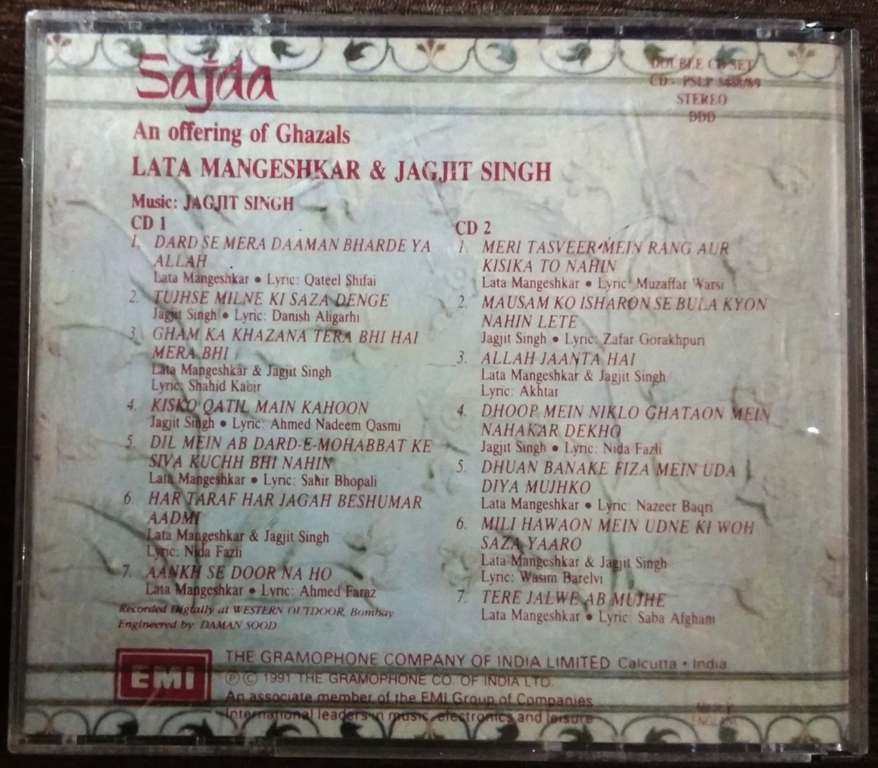 Sajda
DOUBLE CD SET
CD - PSLP
STEREO
DDD
An offering of Ghazals
LATA MANGESHKAR & JAGJIT SINGH
Music: JAGJIT SINGH
CD 1
1. DARD SE MERA DAAMAN BHARDE YA
ALLAH
Lata Mangeshkar • Lyric: Qateel Shifai
2. TUJHSE MILNE KI SAZA DENGE
Jagjit Singh • Lyric: Danish Aligarhi
3. GHAM KA KHAZANA TERA BHI HAI
MERA BHI
Lata Mangeshkar & Jagjit Singh
Lyric: Shahid Kabir
4. KISKO QATIL MAIN KAHOON
Jagjit Singh • Lyric: Ahmed Nadeem Qasmi
5. DIL MEIN AB DARD-E-MOHABBAT KE
SIVA KUCHH BHI NAHIN
Lata Mangeshkar • Lyric: Sahir Bhopali
6. HAR TARAF HAR JAGAH BESHUMAR
AADMI
Lata Mangeshkar & Jagjit Singh
Lyric: Nida Fazli
7. AANKH SE DOOR NA HO
Lata Mangeshkar • Lyric: Ahmed Faraz
Recorded Digitally at WESTERN OUTDOOR, Bombay
Engineered by: DAMAN SOOD
CD 2
1. MERI TASVEER MEIN RANG AUR
KISIKA TO NAHIN
Lata Mangeshkar • Lyric: Muzaffar Warsi
2. MAUSAM KO ISHARON SE BULA KYON
NAHIN LETE
Jagjit Singh • Lyric: Zafar Gorakhpuri
3. ALLAH JAANTA HAI
Lata Mangeshkar & Jagjit Singh
Lyric: Akhtar
4. DHOOP MEIN NIKLO GHATAON MEIN
NAHAKAR DEKHO
Jagjit Singh • Lyric: Nida Fazli
5. DHUAN BANAKE FIZA MEIN UDA
DIYA MUJHKO
Lata Mangeshkar • Lyric: Nazeer Baqri
6. MILI HAWAON MEIN UDNE KI WOH
SAZA YAARO
Lata Mangeshkar & Jagjit Singh
Lyric: Wasim Barelvi
7. TERE JALWE AB MUJHE
Lata Mangeshkar • Lyric: Saba Afghani
EMI
THE GRAMOPHONE COMPANY OF INDIA LIMITED Calcutta • India
℗ © 1991 THE GRAMOPHONE CO. OF INDIA LTD.
An associate member of the EMI Group of Companies
International leaders in music, electronics and leisure
ENGLAND